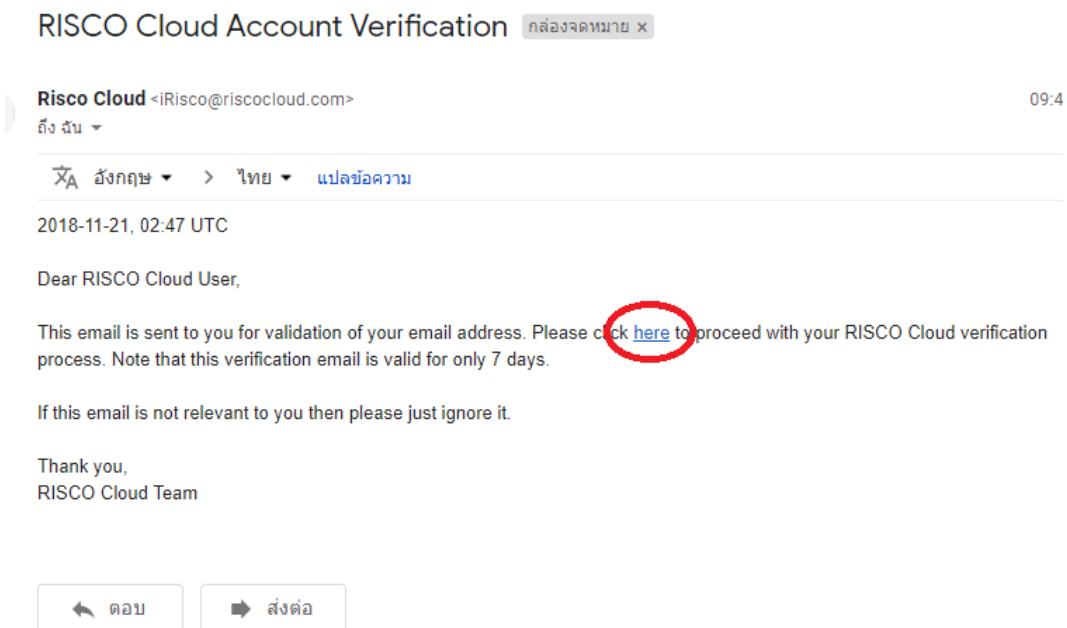 RISCO Cloud Account Verification กล่องจดหมาย ×
Risco Cloud <iRisco@riscocloud.com> 09:4
ถึง ฉัน
อังกฤษ > ไทย แปลข้อความ
2018-11-21, 02:47 UTC
Dear RISCO Cloud User,
This email is sent to you for validation of your email address. Please click here to proceed with your RISCO Cloud verification
process. Note that this verification email is valid for only 7 days.
If this email is not relevant to you then please just ignore it.
Thank you,
RISCO Cloud Team
ตอบ ส่งต่อ